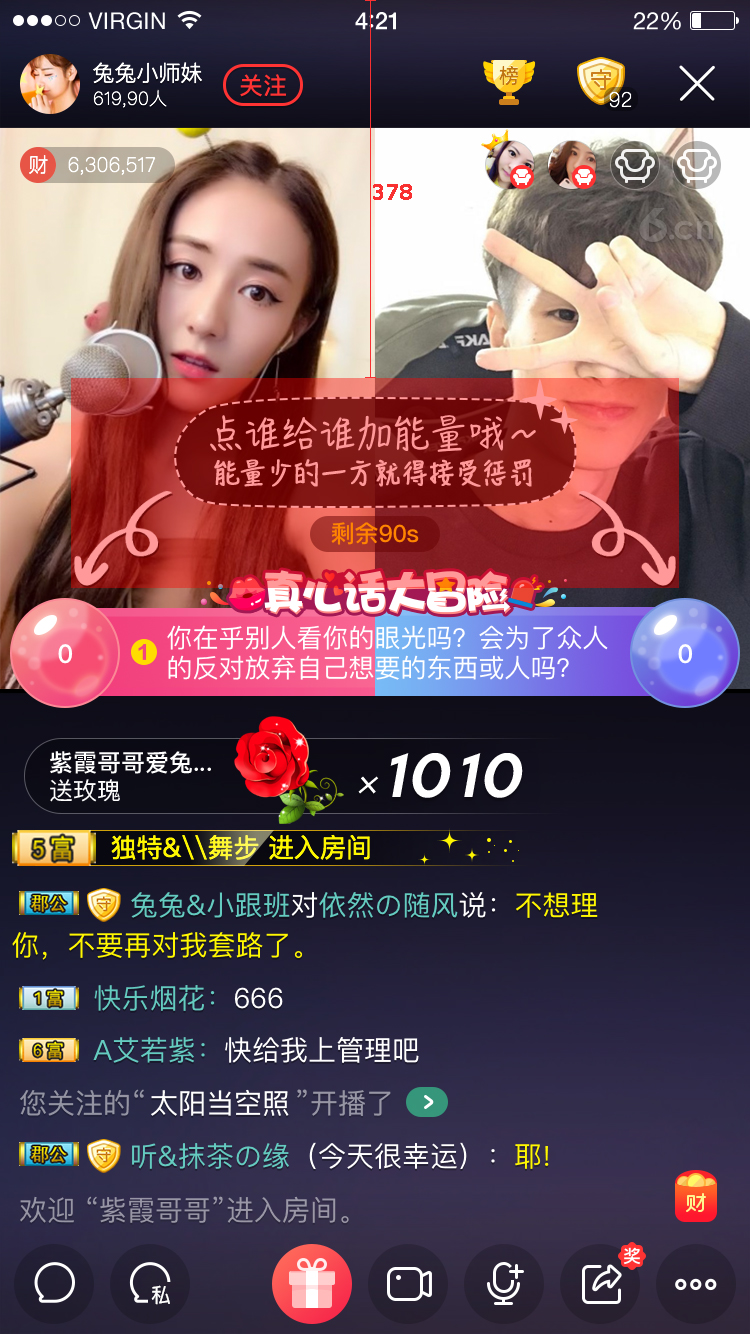 VIRGIN 4:21 22%
兔兔小师妹
619,90人
关注
榜
守
92
财 6,306,517
378
6.cn
点谁给谁加能量哦～
能量少的一方就得接受惩罚
剩余90s
真心话大冒险
0
1 你在乎别人看你的眼光吗？会为了众人
的反对放弃自己想要的东西或人吗？
0
紫霞哥哥爱兔...
送玫瑰
×1010
5富 独特&\\舞步 进入房间
郡公 守 兔兔&小跟班对依然の随风说：不想理
你，不要再对我套路了。
1富 快乐烟花：666
6富 A艾若紫：快给我上管理吧
您关注的“太阳当空照”开播了
郡公 守 听&抹茶の缘（今天很幸运）：耶!
欢迎 “紫霞哥哥”进入房间。
财
私
奖